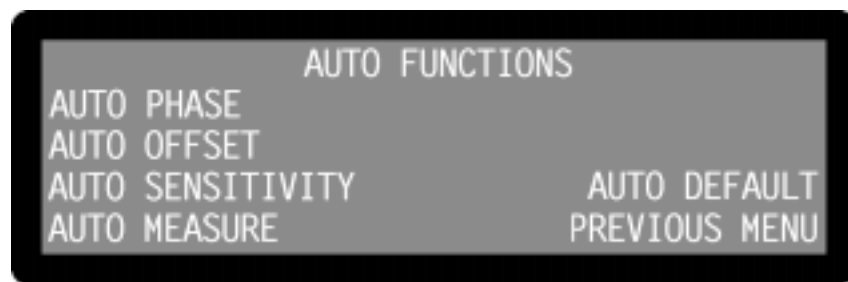 AUTO FUNCTIONS
AUTO PHASE
AUTO OFFSET
AUTO SENSITIVITY AUTO DEFAULT
AUTO MEASURE PREVIOUS MENU